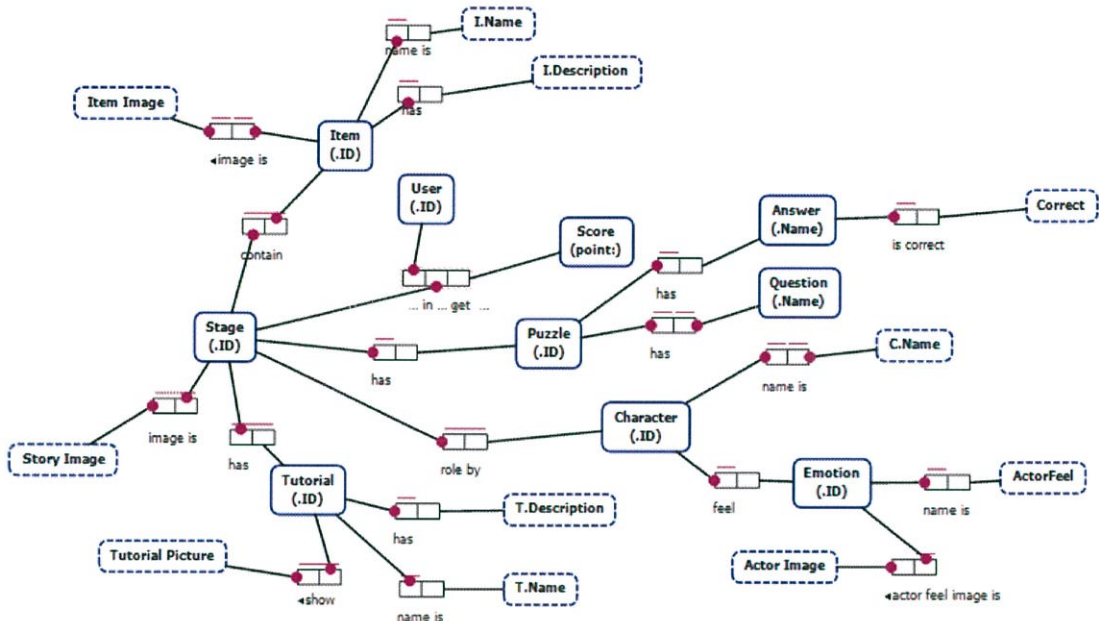 I.Name
name is
I.Description
has
Item Image
◂image is
Item
(.ID)
contain
User
(.ID)
Score
(point:)
... in ... get ...
Answer
(.Name)
is correct
Correct
has
Question
(.Name)
has
Stage
(.ID)
has
Puzzle
(.ID)
C.Name
name is
image is
Story Image
has
role by
Character
(.ID)
feel
Emotion
(.ID)
name is
ActorFeel
Tutorial
(.ID)
has
T.Description
Tutorial Picture
◂show
name is
T.Name
Actor Image
◂actor feel image is